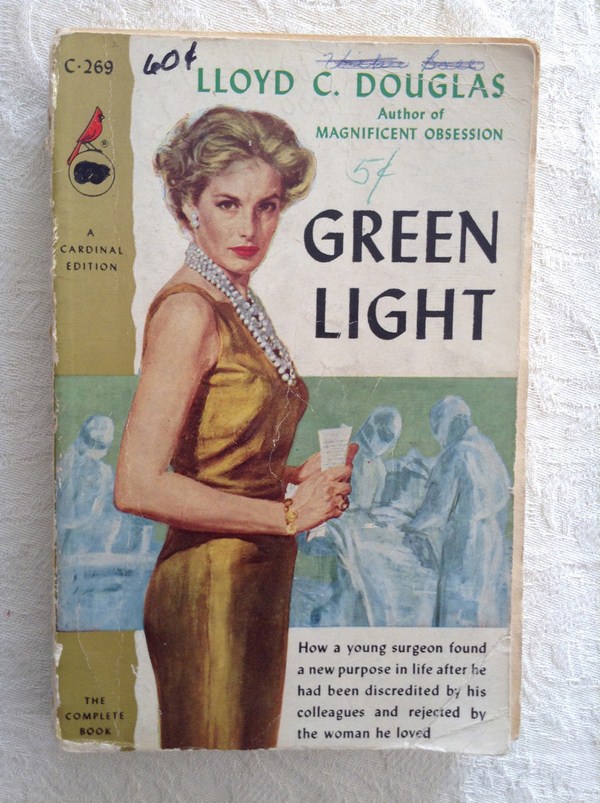 C·269
60¢
LLOYD C. DOUGLAS
Author of
MAGNIFICENT OBSESSION
5¢
GREEN
LIGHT
®
A
CARDINAL
EDITION
How a young surgeon found
a new purpose in life after he
had been discredited by his
colleagues and rejected by
the woman he loved
THE
COMPLETE
BOOK